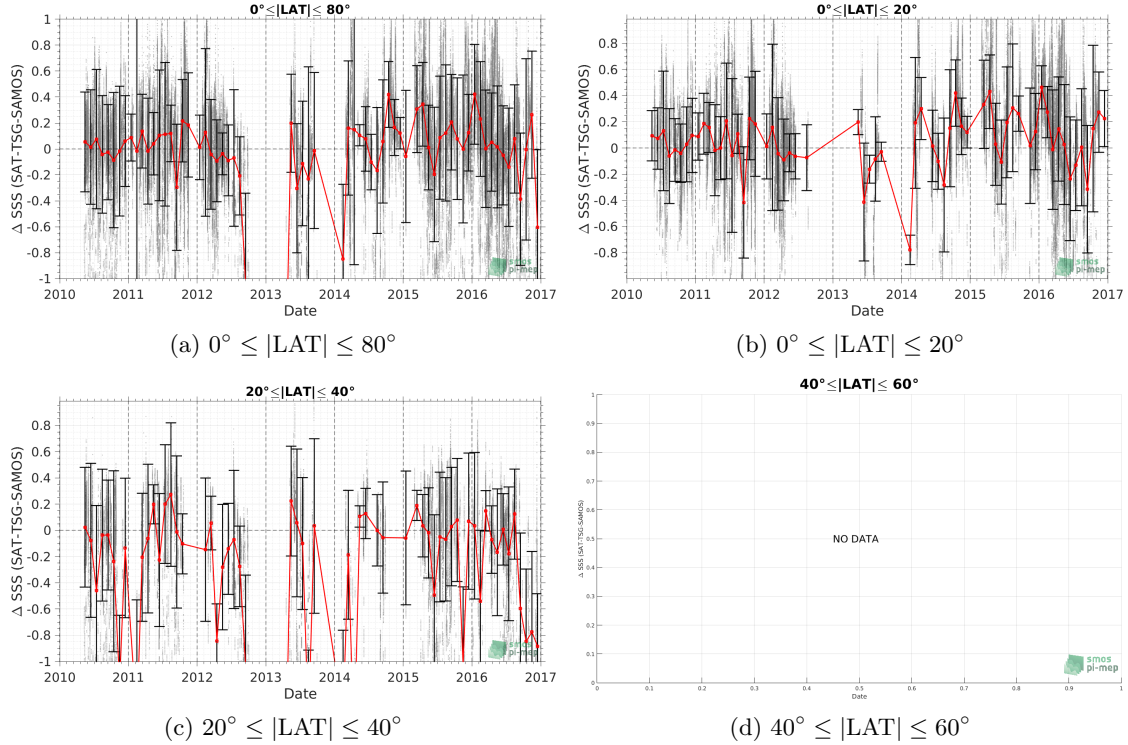 0°≤|LAT|≤ 80°
Δ SSS (SAT-TSG-SAMOS)
1
0.8
0.6
0.4
0.2
0
-0.2
-0.4
-0.6
-0.8
-1
2010 2011 2012 2013 2014 2015 2016 2017
Date
smos
pi-mep
(a) 0° ≤ |LAT| ≤ 80°
0°≤|LAT|≤ 20°
Δ SSS (SAT-TSG-SAMOS)
0.8
0.6
0.4
0.2
0
-0.2
-0.4
-0.6
-0.8
-1
2010 2011 2012 2013 2014 2015 2016 2017
Date
smos
pi-mep
(b) 0° ≤ |LAT| ≤ 20°
20°≤|LAT|≤ 40°
Δ SSS (SAT-TSG-SAMOS)
0.8
0.6
0.4
0.2
0
-0.2
-0.4
-0.6
-0.8
-1
2010 2011 2012 2013 2014 2015 2016 2017
Date
smos
pi-mep
(c) 20° ≤ |LAT| ≤ 40°
40°≤|LAT|≤ 60°
Δ SSS (SAT-TSG-SAMOS)
1
0.9
0.8
0.7
0.6
0.5
0.4
0.3
0.2
0.1
0
NO DATA
0 0.1 0.2 0.3 0.4 0.5 0.6 0.7 0.8 0.9 1
Date
smos
pi-mep
(d) 40° ≤ |LAT| ≤ 60°